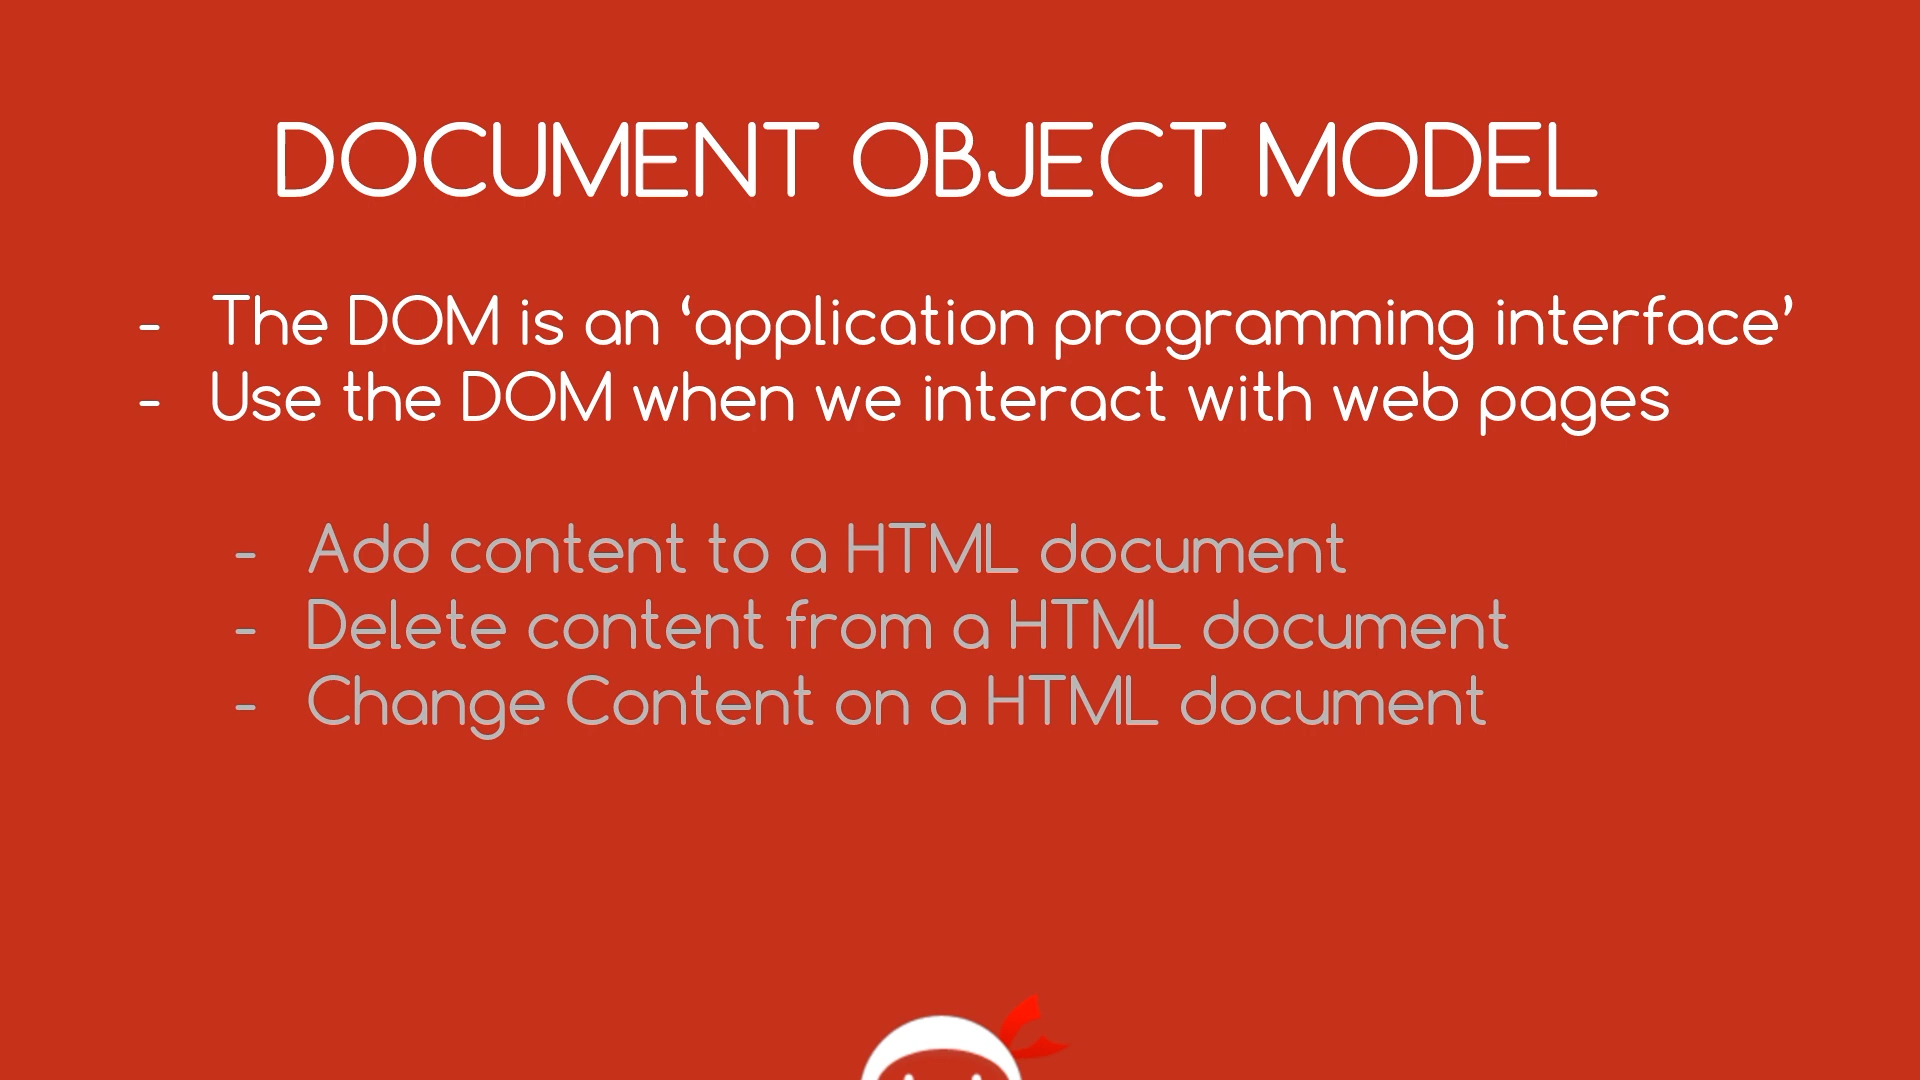 DOCUMENT OBJECT MODEL
- The DOM is an ‘application programming interface’
- Use the DOM when we interact with web pages
- Add content to a HTML document
- Delete content from a HTML document
- Change Content on a HTML document